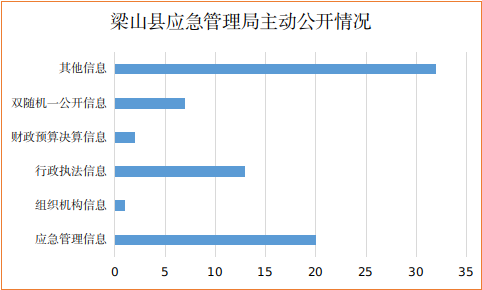 梁山县应急管理局主动公开情况
其他信息
双随机一公开信息
财政预算决算信息
行政执法信息
组织机构信息
应急管理信息
0 5 10 15 20 25 30 35